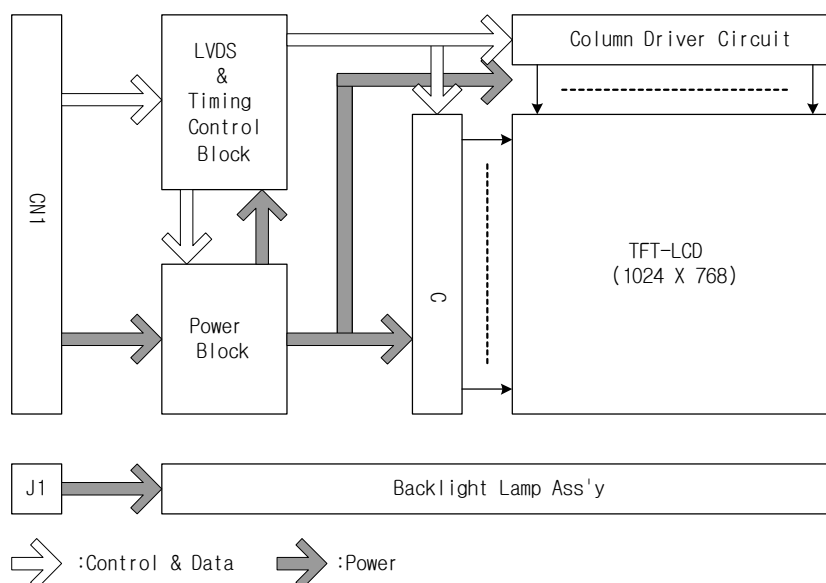 LVDS
&
Timing
Control
Block
Column Driver Circuit
CN1
TFT-LCD
(1024 X 768)
C
Power
Block
J1
Backlight Lamp Ass'y
:Control & Data
:Power